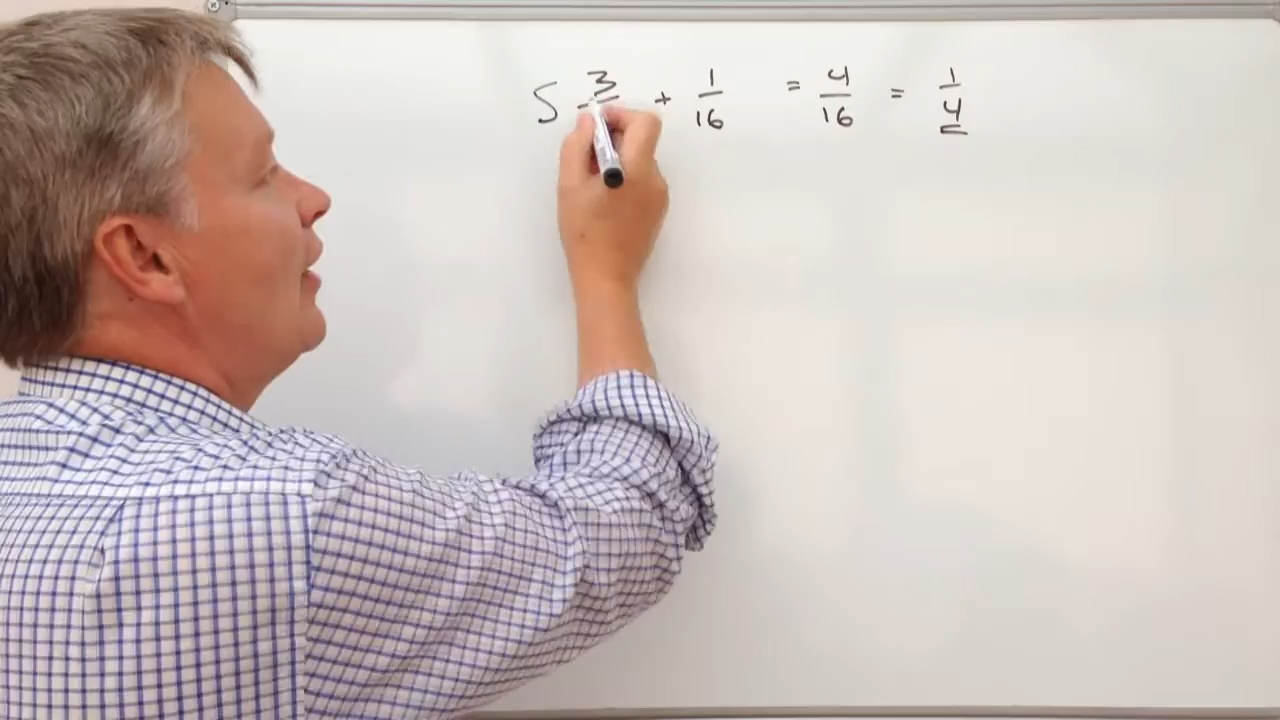 5 3/ + 1/16 = 4/16 = 1/4